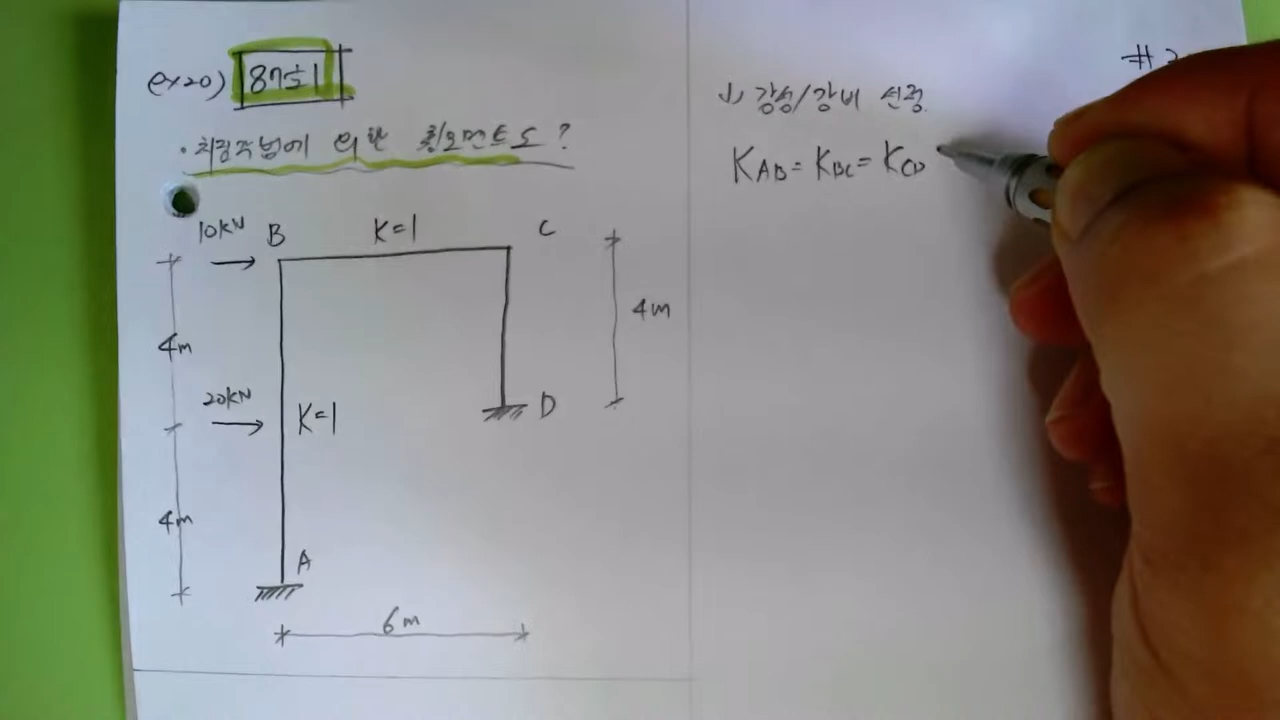 ex20) 87回1
· 처짐각법에 의한 휨모멘트도?
10kN
B
K=1
C
4m
4m
20kN
K=1
D
4m
A
6m
#
1) 강성/강비 선정.
KAB = KBC = KCD